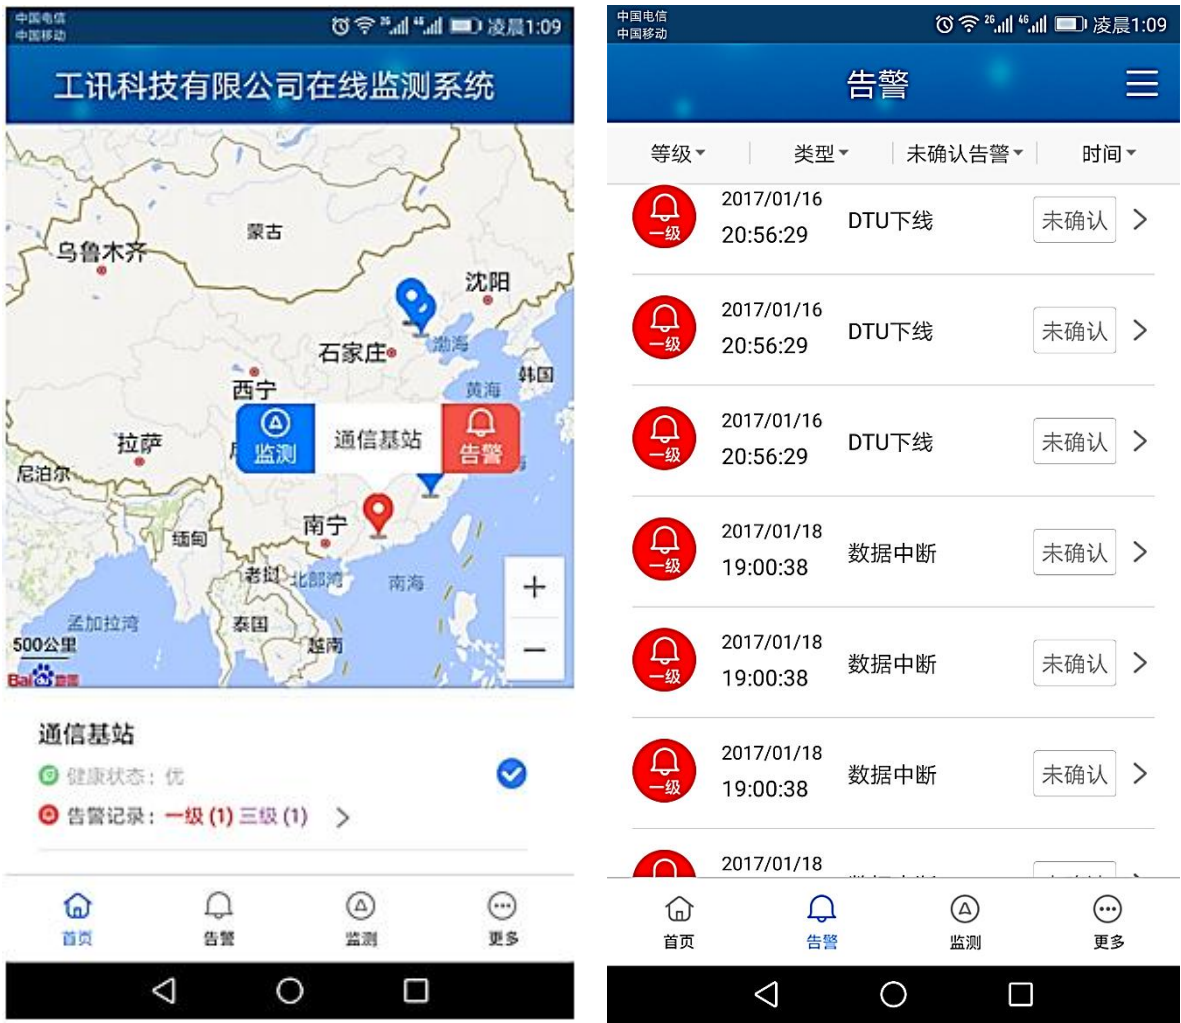 中国电信
中国移动
2G 4G 凌晨1:09
工讯科技有限公司在线监测系统
蒙古
乌鲁木齐
沈阳
渤海
石家庄
韩国
西宁
黄海
监测
通信基站
告警
拉萨
尼泊尔
南宁
缅甸
老挝
北部湾
南海
孟加拉湾
泰国
越南
500公里
+
−
Bai 地图
通信基站
健康状态：优
告警记录：一级 (1) 三级 (1)
首页
告警
监测
更多
中国电信
中国移动
2G 4G 凌晨1:09
告警
等级
类型
未确认告警
时间
一级
2017/01/16
20:56:29
DTU下线
未确认
一级
2017/01/16
20:56:29
DTU下线
未确认
一级
2017/01/16
20:56:29
DTU下线
未确认
一级
2017/01/18
19:00:38
数据中断
未确认
一级
2017/01/18
19:00:38
数据中断
未确认
一级
2017/01/18
19:00:38
数据中断
未确认
2017/01/18
首页
告警
监测
更多